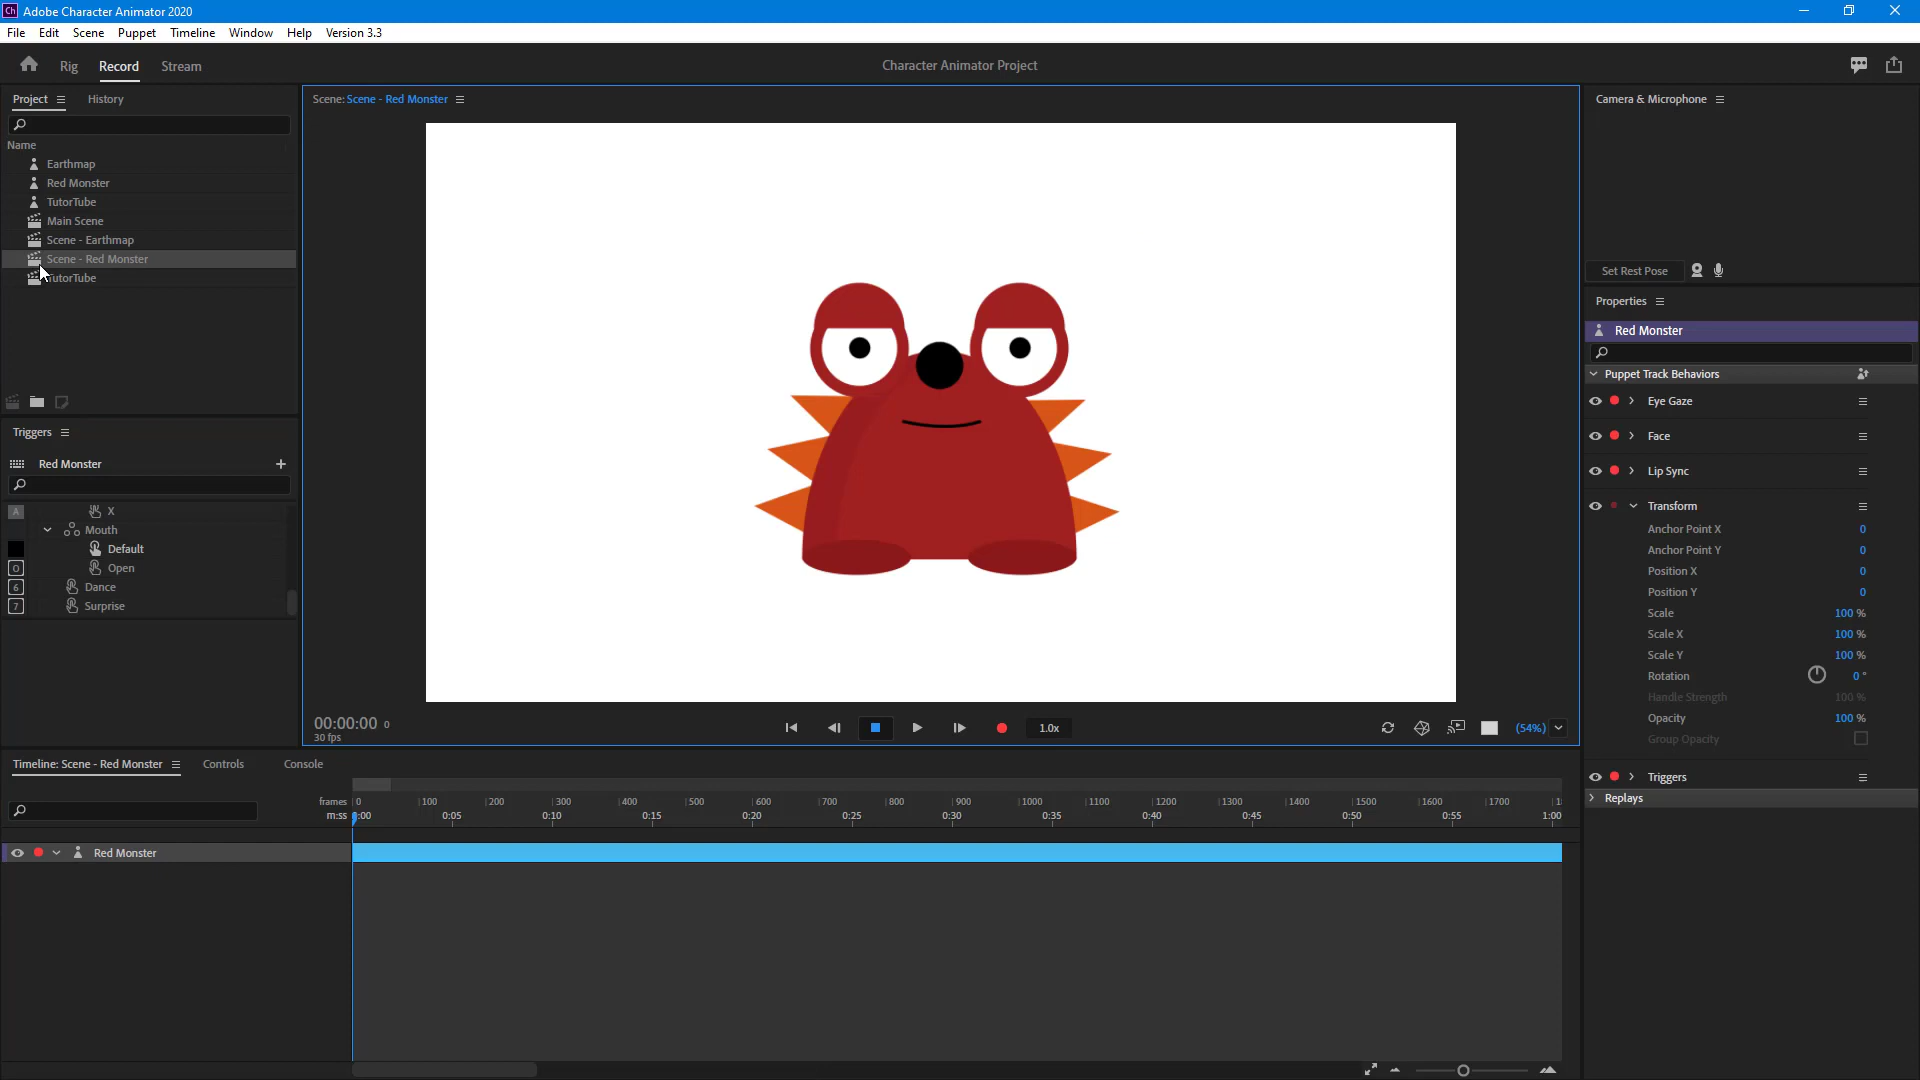 Ch Adobe Character Animator 2020
File Edit Scene Puppet Timeline Window Help Version 3.3
Rig Record Stream Character Animator Project
Project History
Scene: Scene - Red Monster
Camera & Microphone
Name
Earthmap
Red Monster
TutorTube
Main Scene
Scene - Earthmap
Scene - Red Monster
TutorTube
Set Rest Pose
Properties
Red Monster
Puppet Track Behaviors
Eye Gaze
Face
Lip Sync
Transform
Anchor Point X 0
Anchor Point Y 0
Position X 0
Position Y 0
Scale 100 %
Scale X 100 %
Scale Y 100 %
Rotation 0 °
Handle Strength 100 %
Opacity 100 %
Group Opacity
Triggers
Replays
Triggers
Red Monster
A X
Mouth
Default
O Open
6 Dance
7 Surprise
00:00:00 0
30 fps
1.0x
(54%)
Timeline: Scene - Red Monster Controls Console
frames 0 100 200 300 400 500 600 700 800 900 1000 1100 1200 1300 1400 1500 1600 1700
m:ss :00 0:05 0:10 0:15 0:20 0:25 0:30 0:35 0:40 0:45 0:50 0:55 1:00
Red Monster